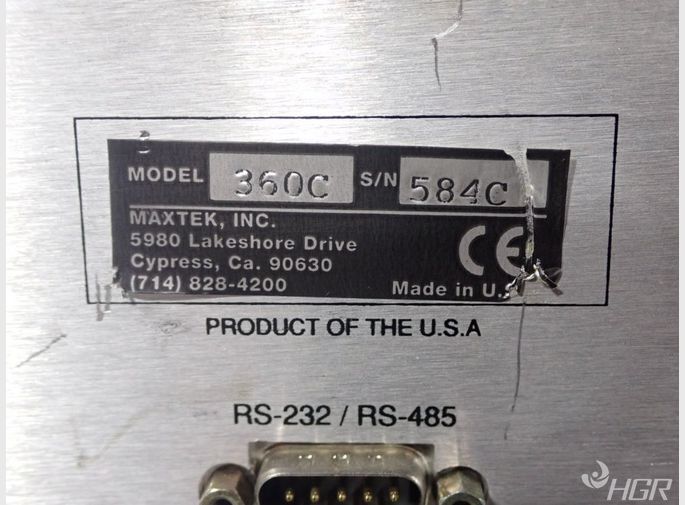 MODEL 360C S/N 584C
MAXTEK, INC.
5980 Lakeshore Drive
Cypress, Ca. 90630
(714) 828-4200
CE
Made in U.
PRODUCT OF THE U.S.A
RS-232 / RS-485
HGR